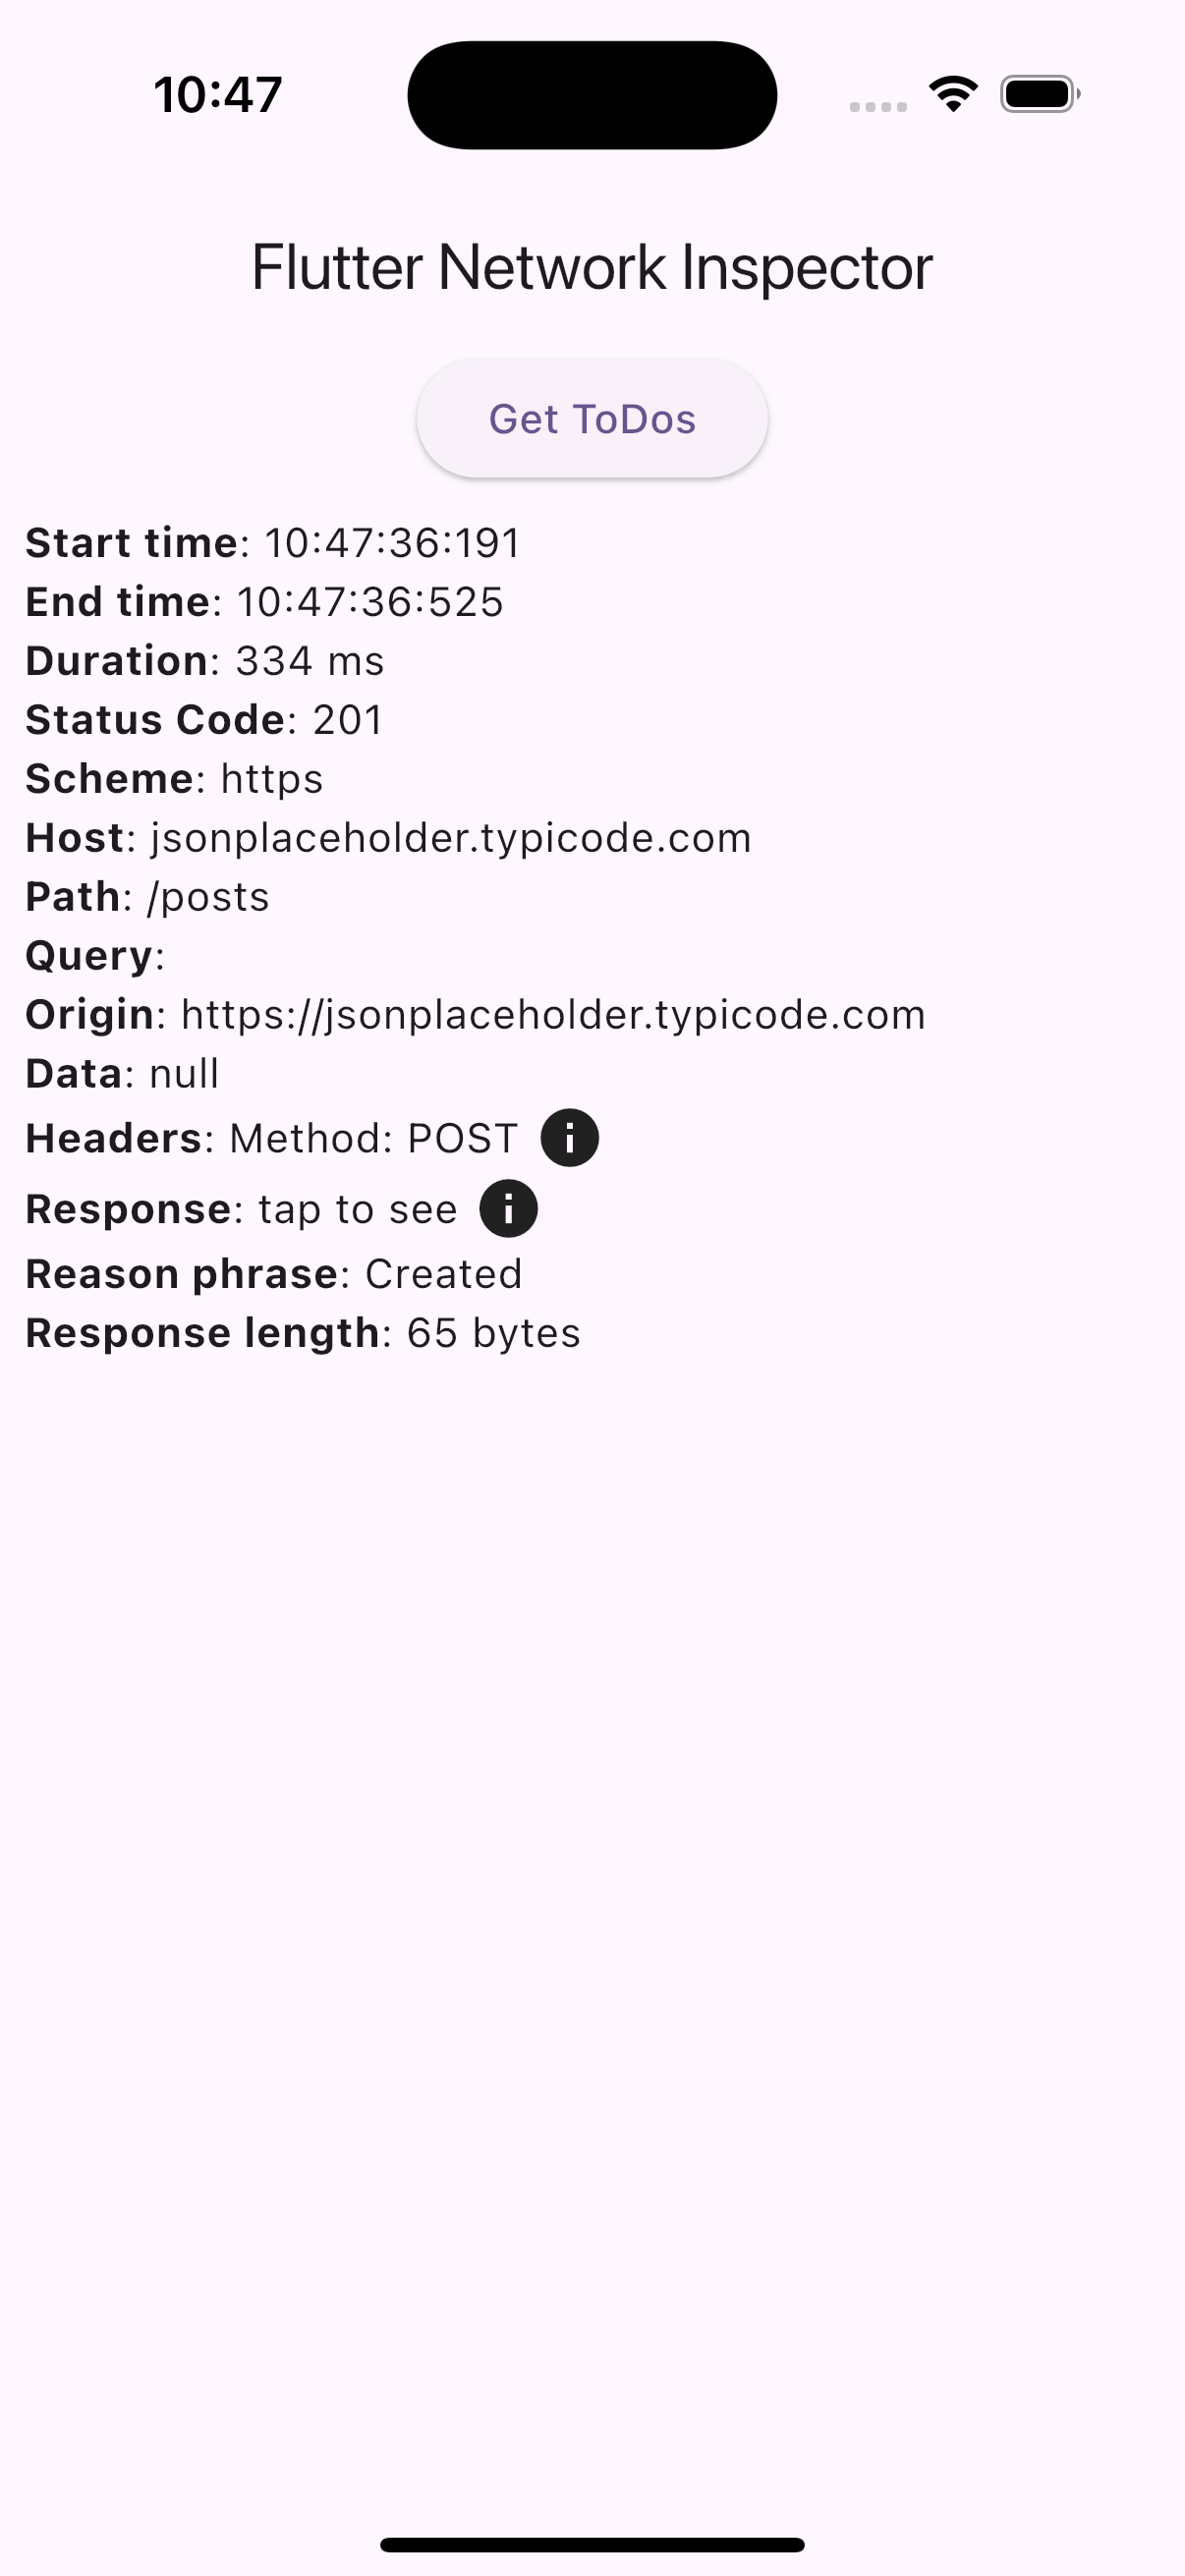 10:47
Flutter Network Inspector
Get ToDos
Start time: 10:47:36:191
End time: 10:47:36:525
Duration: 334 ms
Status Code: 201
Scheme: https
Host: jsonplaceholder.typicode.com
Path: /posts
Query:
Origin: https://jsonplaceholder.typicode.com
Data: null
Headers: Method: POST
Response: tap to see
Reason phrase: Created
Response length: 65 bytes